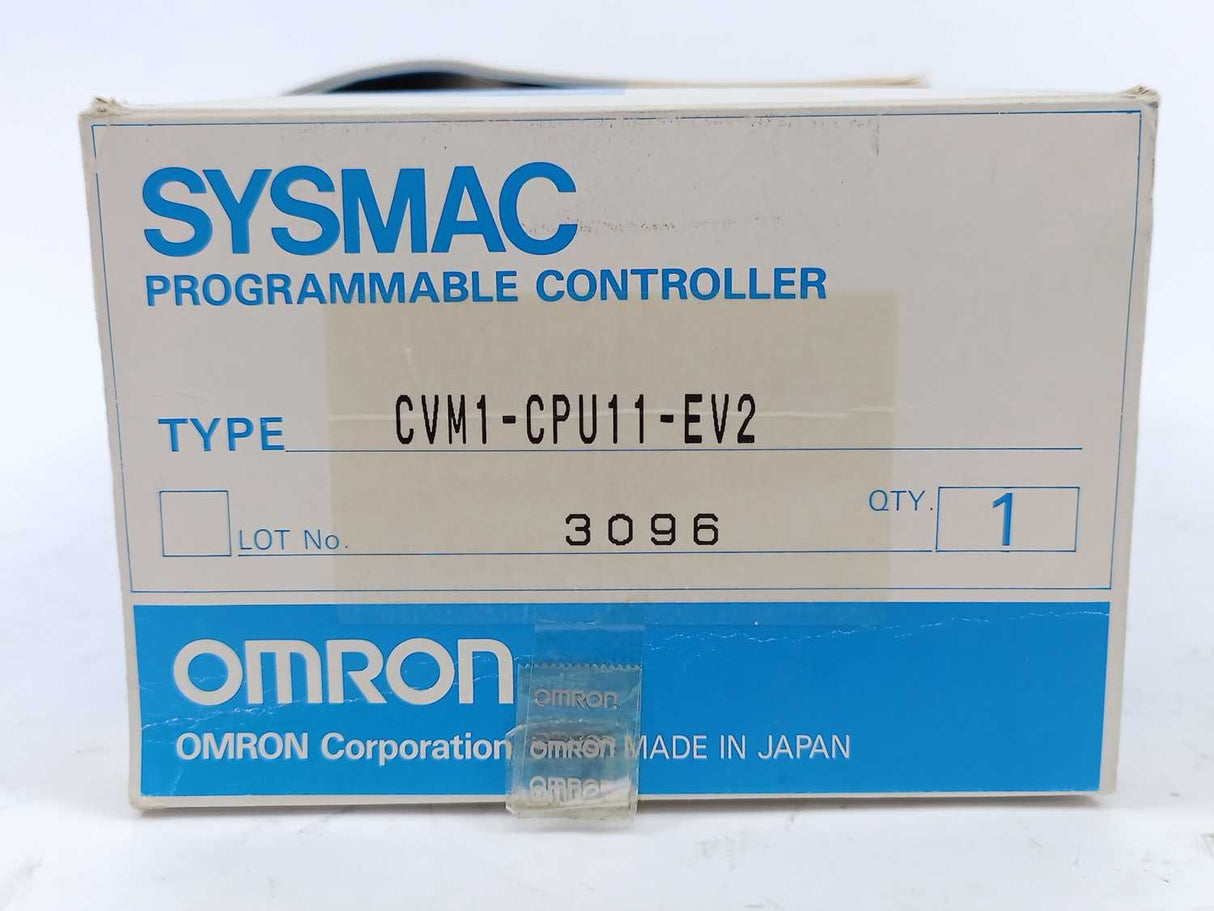 SYSMAC
PROGRAMMABLE CONTROLLER
TYPE CVM1-CPU11-EV2
LOT No. 3096 QTY. 1
OMRON
OMRON
OMRON Corporation OMRON MADE IN JAPAN
OMRO